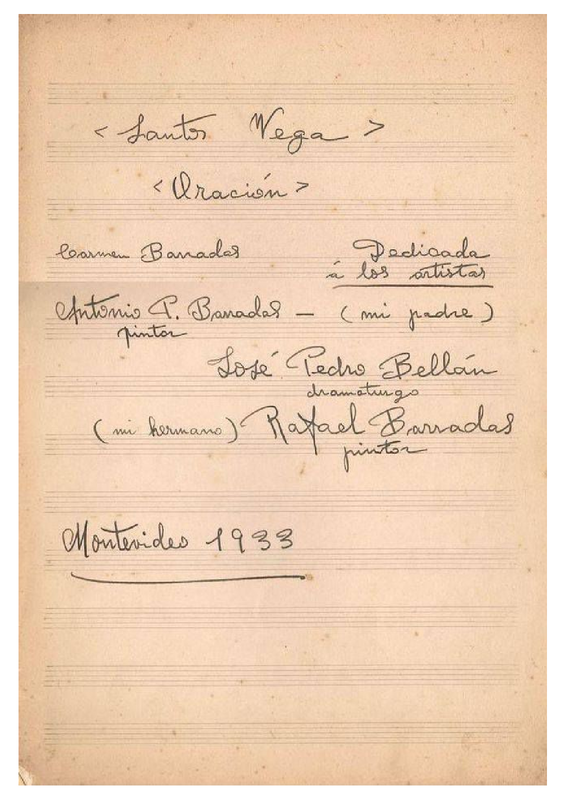 < Santos Vega >
< Oración >
Carmen Barradas Dedicada
á los artistas
Antonio P. Barradas — ( mi padre )
pintor
José Pedro Bellán
dramaturgo
( mi hermano ) Rafael Barradas
pintor
Montevideo 1933